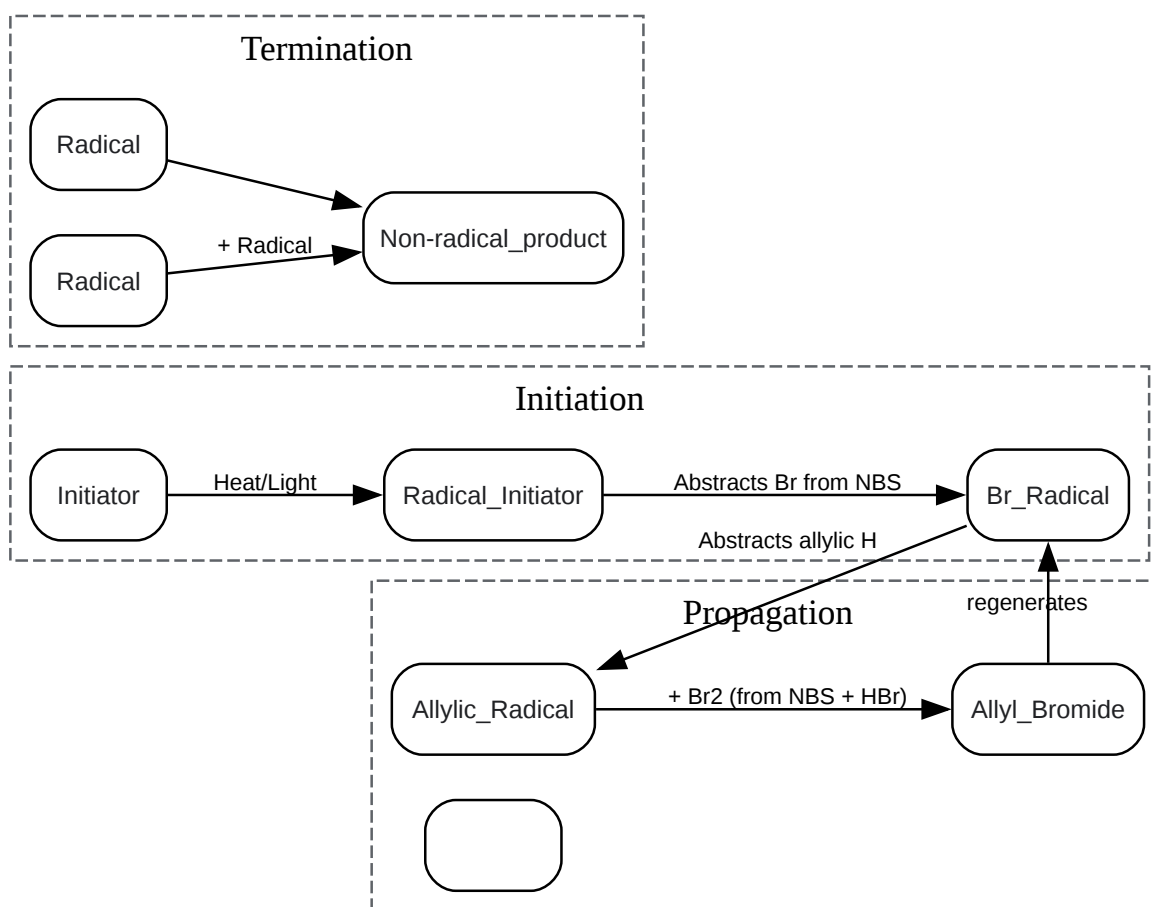 Termination
Radical
Radical
+ Radical
Non-radical_product
Initiation
Initiator
Heat/Light
Radical_Initiator
Abstracts Br from NBS
Br_Radical
Abstracts allylic H
Propagation
regenerates
Allylic_Radical
+ Br2 (from NBS + HBr)
Allyl_Bromide